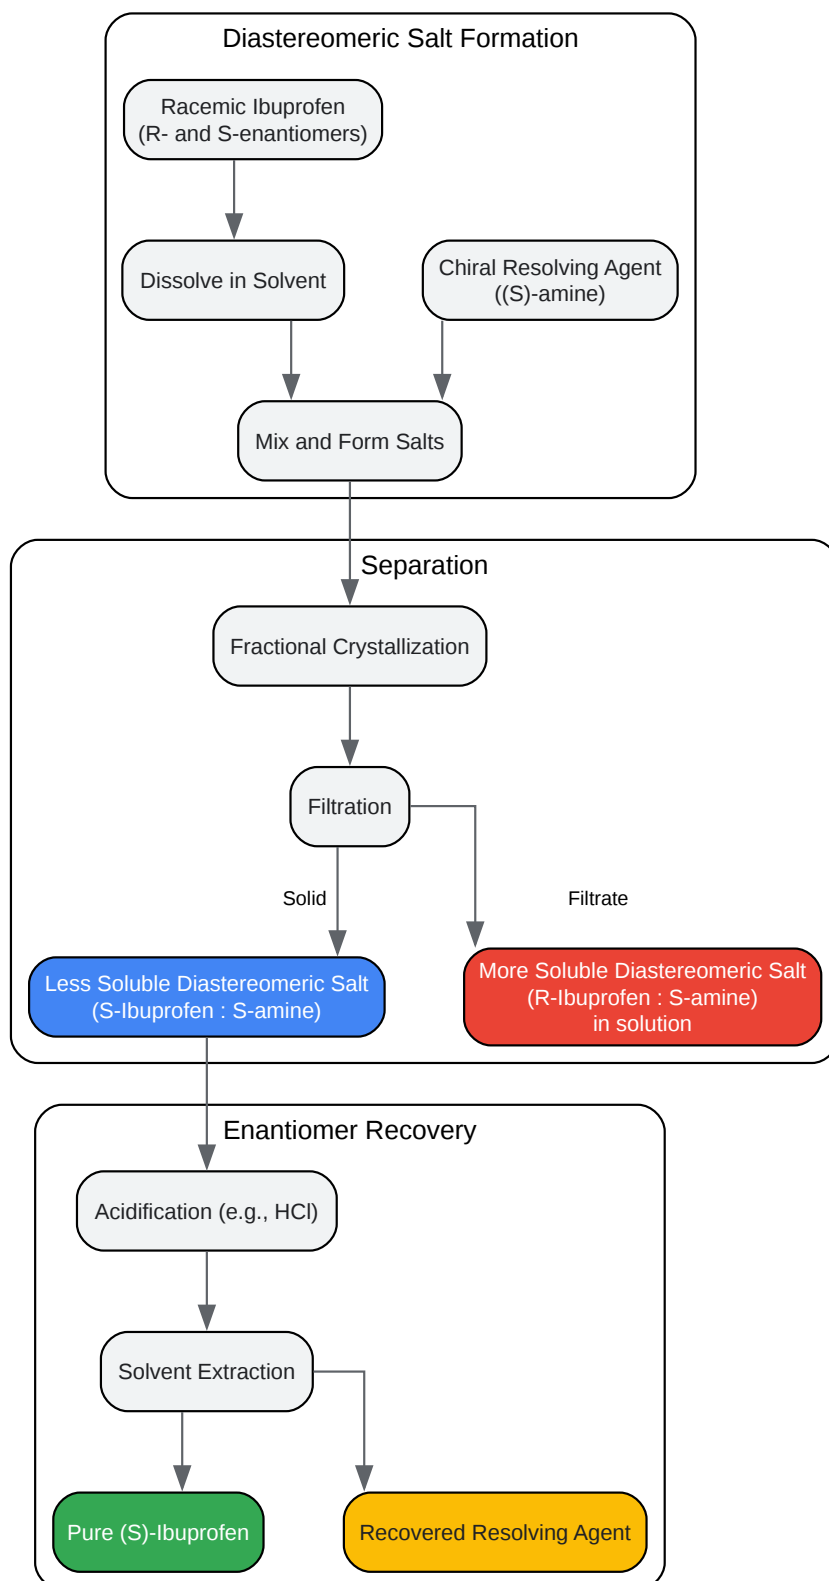 Diastereomeric Salt Formation
Racemic Ibuprofen
(R- and S-enantiomers)
Dissolve in Solvent
Chiral Resolving Agent
((S)-amine)
Mix and Form Salts
Separation
Fractional Crystallization
Filtration
Solid
Filtrate
Less Soluble Diastereomeric Salt
(S-Ibuprofen : S-amine)
More Soluble Diastereomeric Salt
(R-Ibuprofen : S-amine)
in solution
Enantiomer Recovery
Acidification (e.g., HCl)
Solvent Extraction
Pure (S)-Ibuprofen
Recovered Resolving Agent